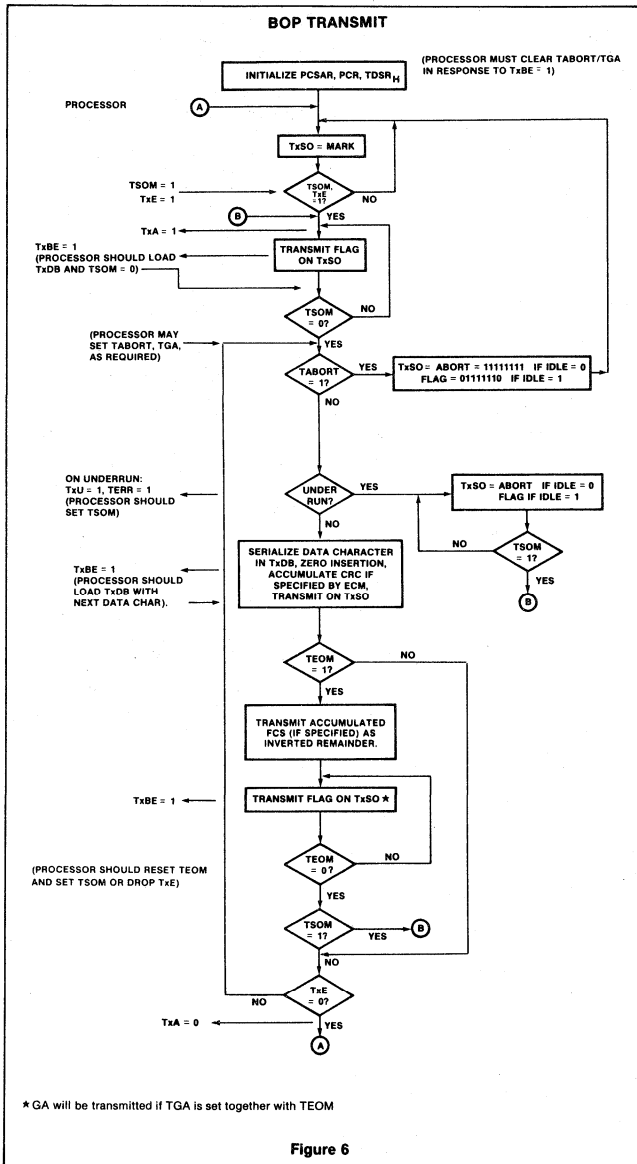 BOP TRANSMIT
(PROCESSOR MUST CLEAR TABORT/TGA
IN RESPONSE TO TxBE = 1)
INITIALIZE PCSAR, PCR, TDSRH
PROCESSOR
A
TxSO = MARK
TSOM = 1
TxE = 1
TSOM,
TxE
= 1?
NO
YES
B
TxA = 1
TxBE = 1
(PROCESSOR SHOULD LOAD
TxDB AND TSOM = 0)
TRANSMIT FLAG
ON TxSO
TSOM
= 0?
NO
YES
(PROCESSOR MAY
SET TABORT, TGA,
AS REQUIRED)
TABORT
= 1?
YES
NO
TxSO = ABORT = 11111111 IF IDLE = 0
FLAG = 01111110 IF IDLE = 1
ON UNDERRUN:
TxU = 1, TERR = 1
(PROCESSOR SHOULD
SET TSOM)
UNDER
RUN?
YES
NO
TxSO = ABORT IF IDLE = 0
FLAG IF IDLE = 1
TSOM
= 1?
NO
YES
B
TxBE = 1
(PROCESSOR SHOULD
LOAD TxDB WITH
NEXT DATA CHAR).
SERIALIZE DATA CHARACTER
IN TxDB, ZERO INSERTION,
ACCUMULATE CRC IF
SPECIFIED BY ECM,
TRANSMIT ON TxSO
TEOM
= 1?
NO
YES
TRANSMIT ACCUMULATED
FCS (IF SPECIFIED) AS
INVERTED REMAINDER.
TxBE = 1
TRANSMIT FLAG ON TxSO *
TEOM
= 0?
NO
YES
(PROCESSOR SHOULD RESET TEOM
AND SET TSOM OR DROP TxE)
TSOM
= 1?
YES
B
NO
TxE
= 0?
NO
YES
TxA = 0
A
* GA will be transmitted if TGA is set together with TEOM
Figure 6